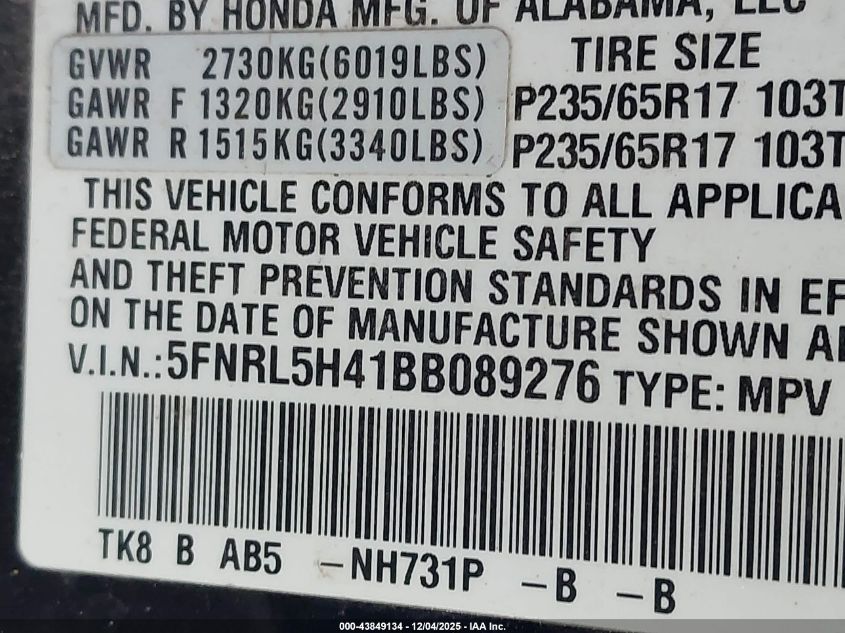 MFD. BY HONDA MFG. OF ALABAMA, LLC
GVWR 2730KG(6019LBS) TIRE SIZE
GAWR F 1320KG(2910LBS) P235/65R17 103T
GAWR R 1515KG(3340LBS) P235/65R17 103T
THIS VEHICLE CONFORMS TO ALL APPLICA
FEDERAL MOTOR VEHICLE SAFETY
AND THEFT PREVENTION STANDARDS IN EF
ON THE DATE OF MANUFACTURE SHOWN A
V.I.N.:5FNRL5H41BB089276 TYPE: MPV
TK8 B AB5 -NH731P -B -B
000-43849134 - 12/04/2025 - IAA Inc.